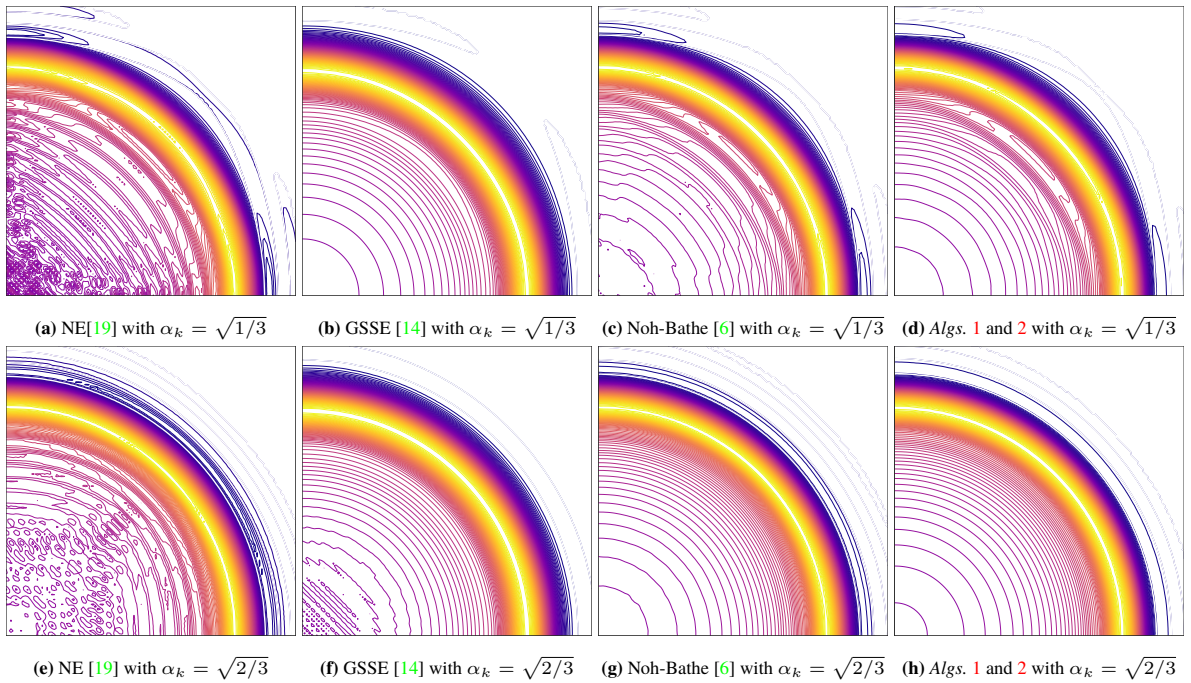 (a) NE[19] with αₖ = √1/3
(b) GSSE [14] with αₖ = √1/3
(c) Noh-Bathe [6] with αₖ = √1/3
(d) Algs. 1 and 2 with αₖ = √1/3
(e) NE [19] with αₖ = √2/3
(f) GSSE [14] with αₖ = √2/3
(g) Noh-Bathe [6] with αₖ = √2/3
(h) Algs. 1 and 2 with αₖ = √2/3